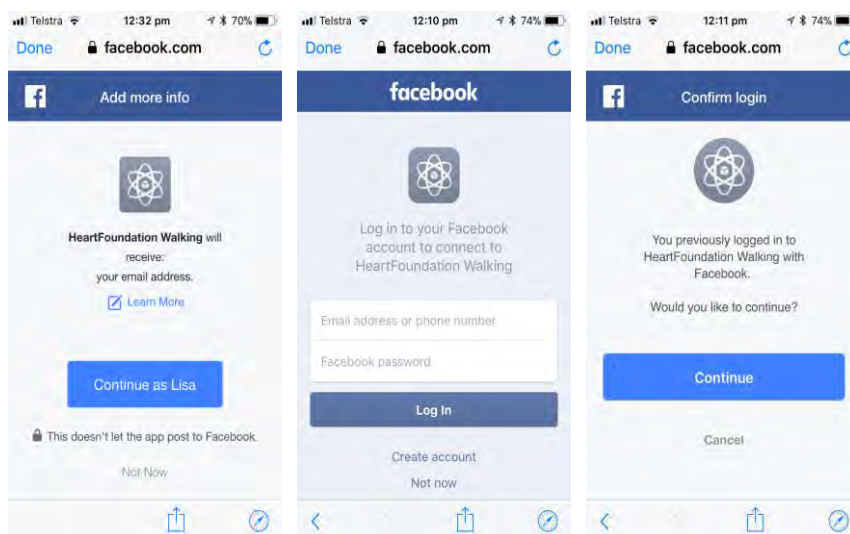 Telstra 12:32 pm 70%
Done facebook.com
f Add more info
HeartFoundation Walking will
receive:
your email address.
Learn More
Continue as Lisa
This doesn't let the app post to Facebook.
Not Now
Telstra 12:10 pm 74%
Done facebook.com
facebook
Log in to your Facebook
account to connect to
HeartFoundation Walking
Email address or phone number
Facebook password
Log In
Create account
Not now
Telstra 12:11 pm 74%
Done facebook.com
f Confirm login
You previously logged in to
HeartFoundation Walking with
Facebook.
Would you like to continue?
Continue
Cancel